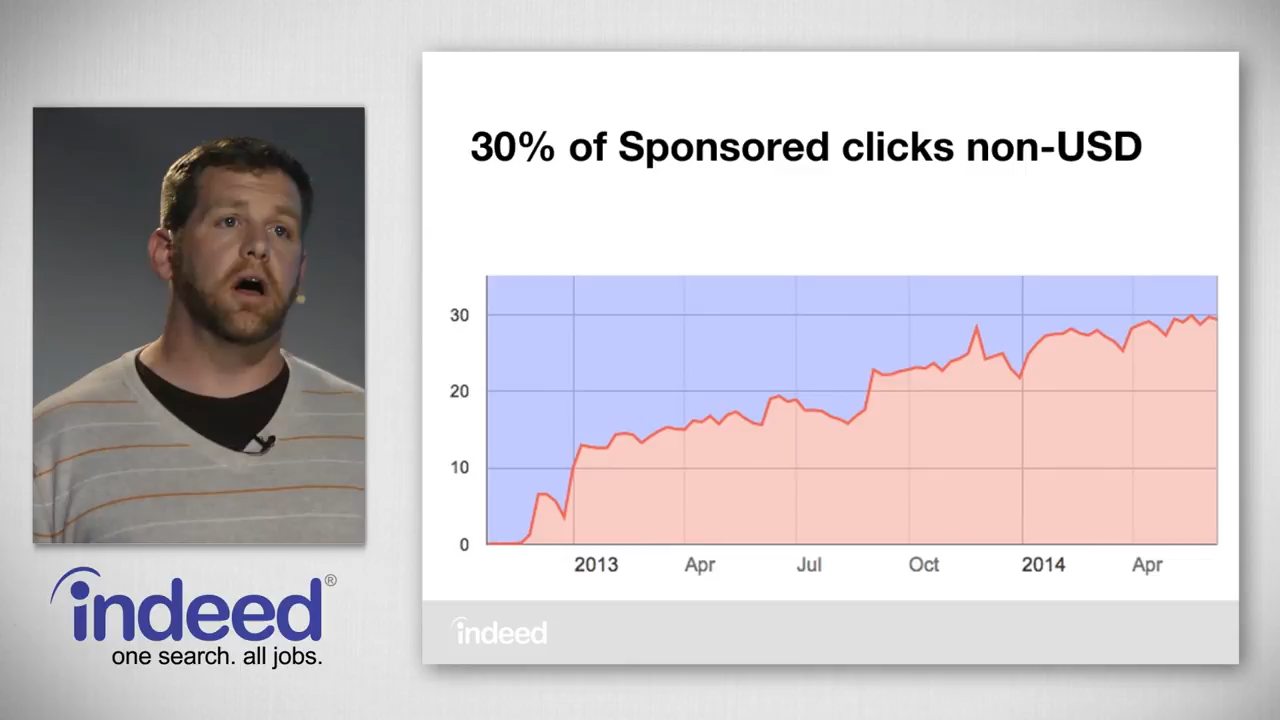 30% of Sponsored clicks non-USD
30
20
10
0
2013 Apr Jul Oct 2014 Apr
indeed
indeed®
one search. all jobs.